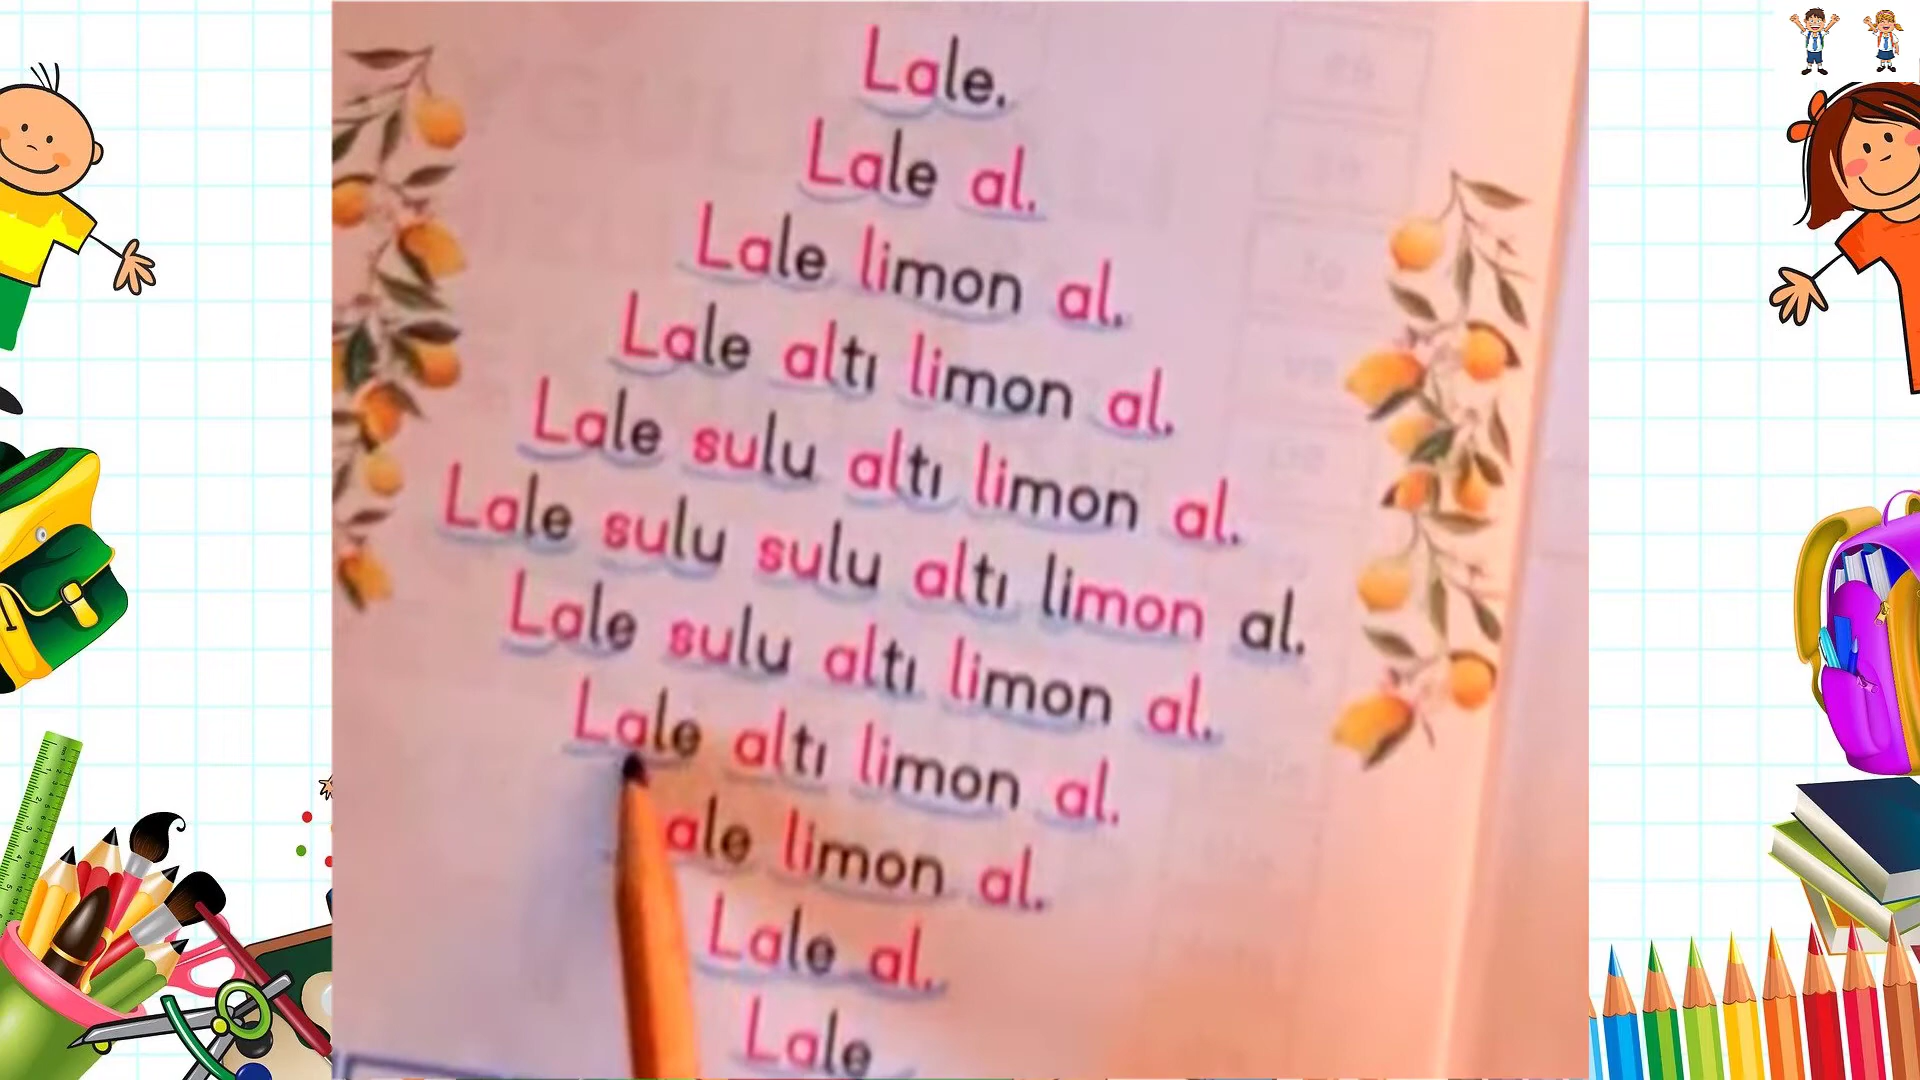 Lale.
Lale al.
Lale limon al.
Lale altı limon al.
Lale sulu altı limon al.
Lale sulu sulu altı limon al.
Lale sulu altı limon al.
Lale altı limon al.
ale limon al.
Lale al.
Lale